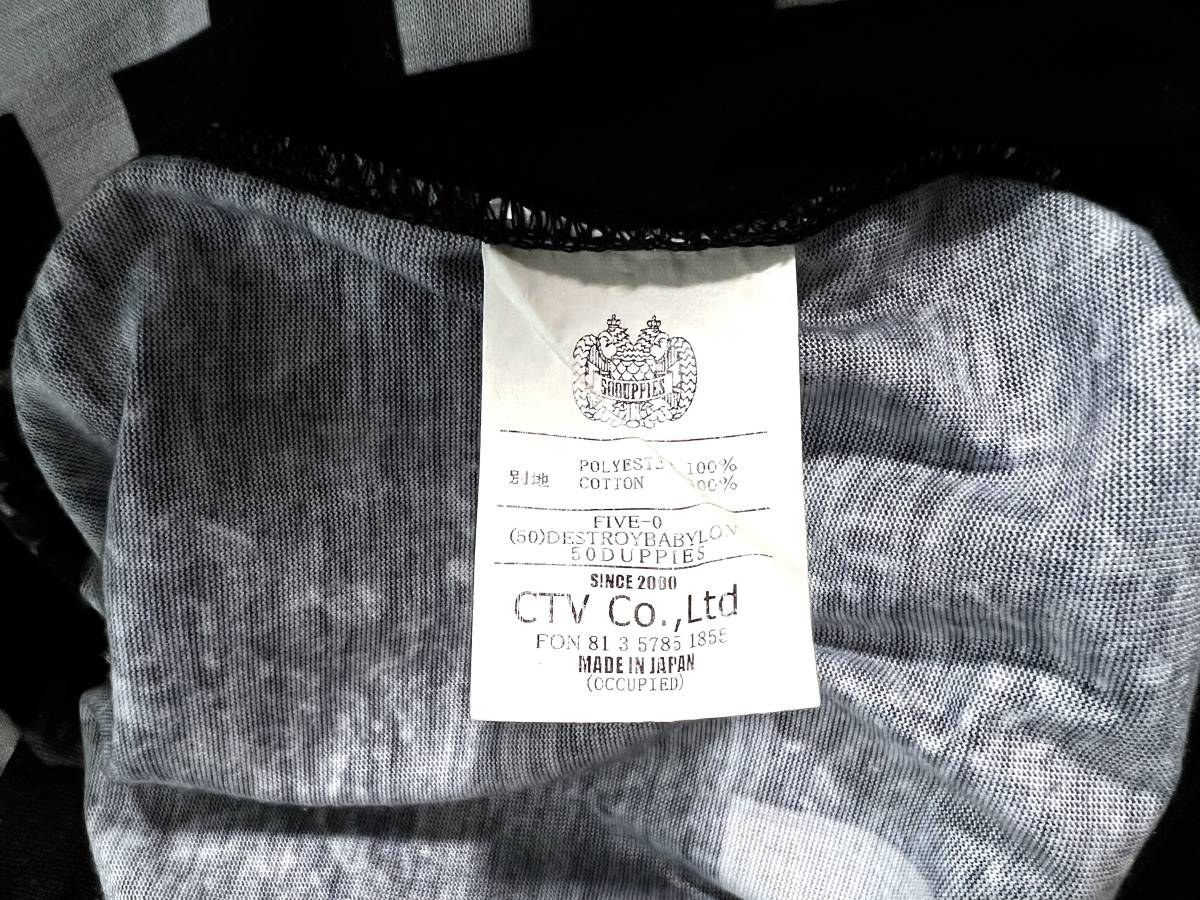 50DUPPIES
POLYESTE 100%
別地 COTTON 100%
FIVE-0
(50)DESTROYBABYLON
50DUPPIES
SINCE 2000
CTV Co.,Ltd
FON 81 3 5785 1855
MADE IN JAPAN
(OCCUPIED)